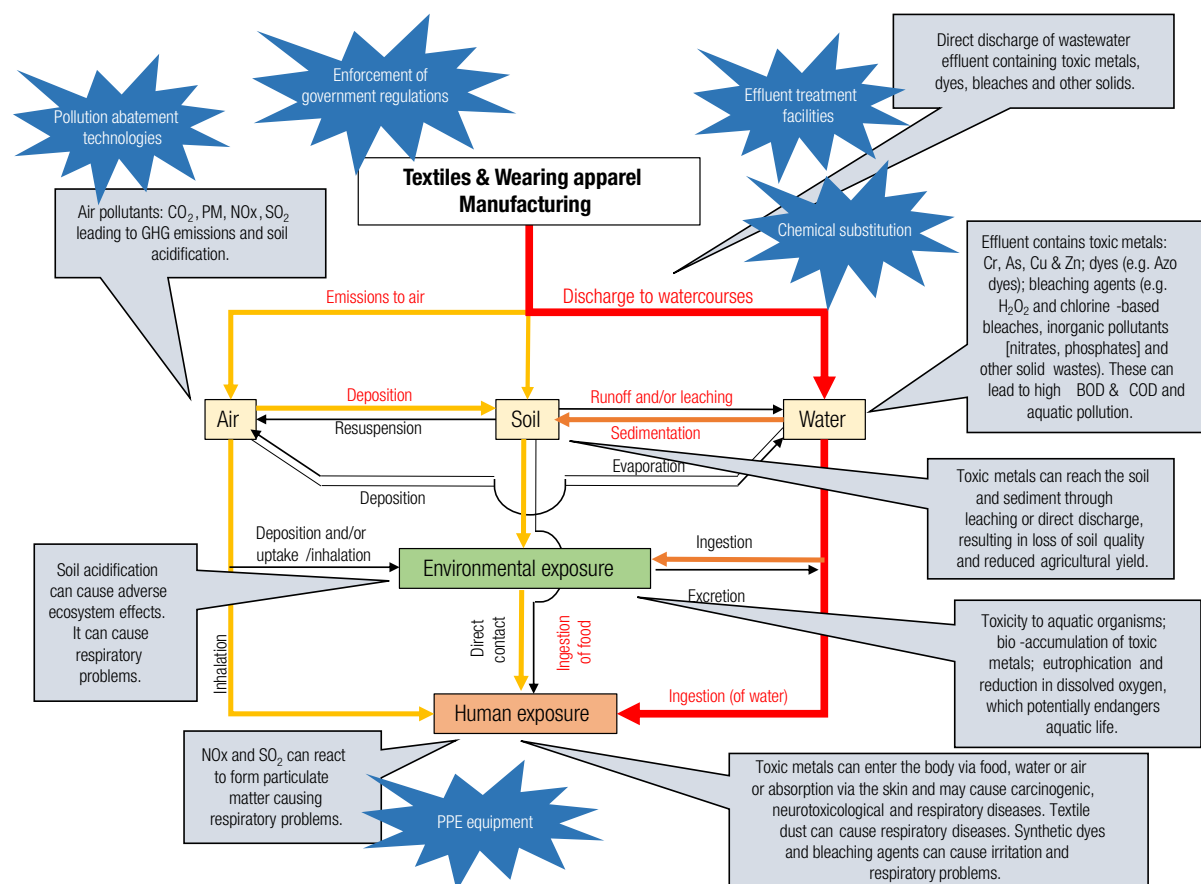 Enforcement of
government regulations
Pollution abatement
technologies
Effluent treatment
facilities
Direct discharge of wastewater
effluent containing toxic metals,
dyes, bleaches and other solids.
Textiles & Wearing apparel
Manufacturing
Chemical substitution
Air pollutants: CO₂, PM, NOx, SO₂
leading to GHG emissions and soil
acidification.
Effluent contains toxic metals:
Cr, As, Cu & Zn; dyes (e.g. Azo
dyes); bleaching agents (e.g.
H₂O₂ and chlorine -based
bleaches, inorganic pollutants
[nitrates, phosphates] and
other solid wastes). These can
lead to high BOD & COD and
aquatic pollution.
Emissions to air
Discharge to watercourses
Deposition
Runoff and/or leaching
Air
Soil
Water
Resuspension
Sedimentation
Evaporation
Deposition
Toxic metals can reach the soil
and sediment through
leaching or direct discharge,
resulting in loss of soil quality
and reduced agricultural yield.
Deposition and/or
uptake /inhalation
Environmental exposure
Ingestion
Excretion
Soil acidification
can cause adverse
ecosystem effects.
It can cause
respiratory
problems.
Toxicity to aquatic organisms;
bio -accumulation of toxic
metals; eutrophication and
reduction in dissolved oxygen,
which potentially endangers
aquatic life.
Inhalation
Direct
contact
Ingestion
of food
Ingestion (of water)
Human exposure
NOx and SO₂ can react
to form particulate
matter causing
respiratory problems.
PPE equipment
Toxic metals can enter the body via food, water or air
or absorption via the skin and may cause carcinogenic,
neurotoxicological and respiratory diseases. Textile
dust can cause respiratory diseases. Synthetic dyes
and bleaching agents can cause irritation and
respiratory problems.